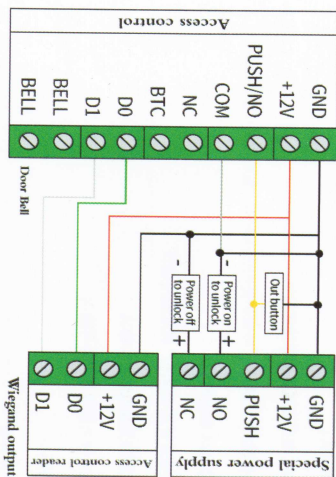 Access control
BELL
BELL
D1
D0
BTC
NC
COM
PUSH/NO
+12V
GND
Door Bell
-
Power off
to unlock
+
-
Power on
to unlock
+
Out button
D1
D0
+12V
GND
Access control reader
Wiegand output
NC
NO
PUSH
+12V
GND
Special power supply